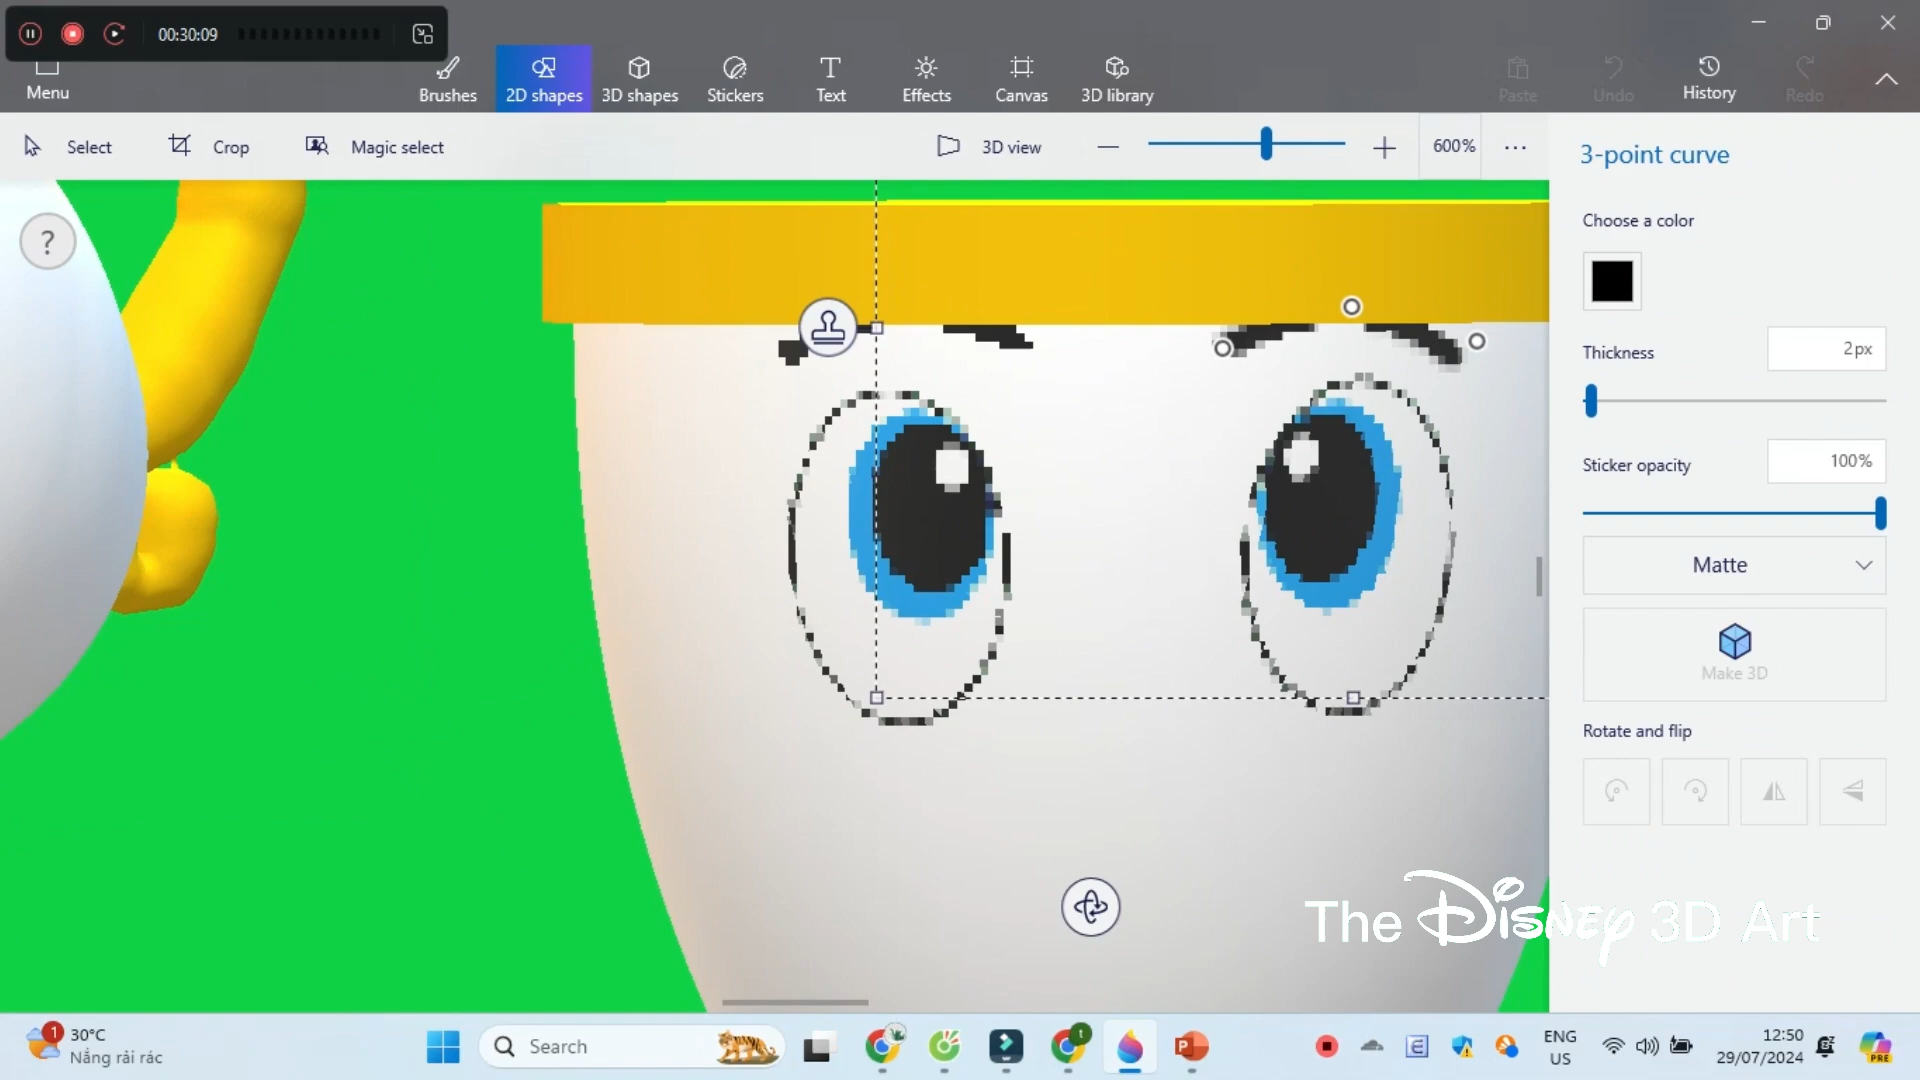 00:30:09
Menu
Brushes
2D shapes
3D shapes
Stickers
Text
Effects
Canvas
3D library
Paste
Undo
History
Redo
Select
Crop
Magic select
3D view
600%
3-point curve
Choose a color
Thickness
2px
Sticker opacity
100%
Matte
Make 3D
Rotate and flip
?
The Disney 3D Art
1
30°C
Nắng rải rác
Search
t
P
E
ENG
US
12:50
29/07/2024
PRE